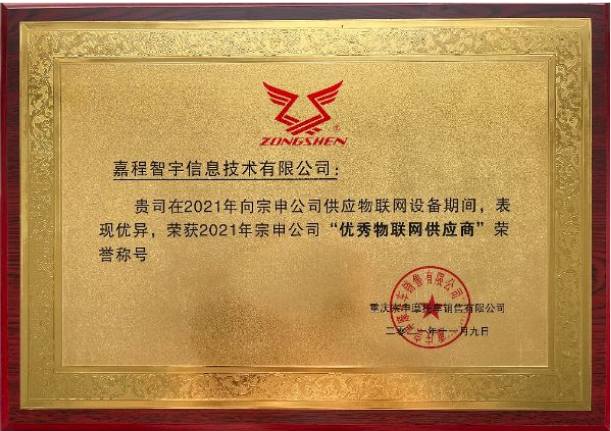 ZONGSHEN
嘉程智宇信息技术有限公司：
贵司在2021年向宗申公司供应物联网设备期间，表
现优异，荣获2021年宗申公司“优秀物联网供应商”荣
誉称号
重庆宗申摩托车销售有限公司
二零二一年十一月九日